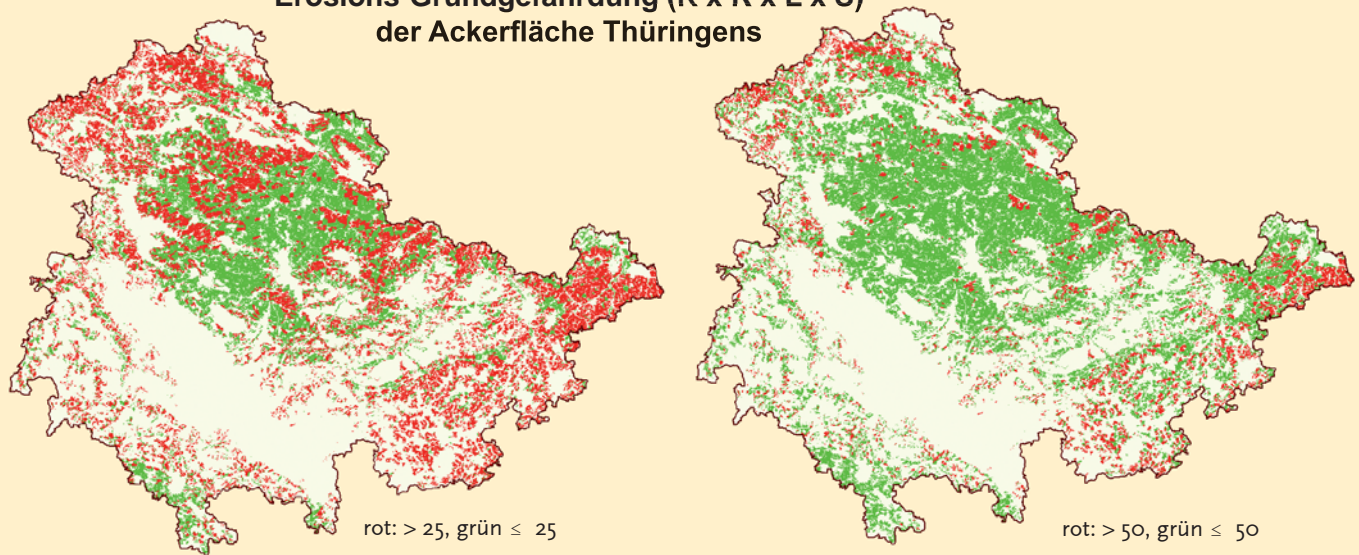 Erosions-Grundgefährdung (K x R x L x S)
der Ackerfläche Thüringens
rot: > 25, grün ≤ 25
rot: > 50, grün ≤ 50